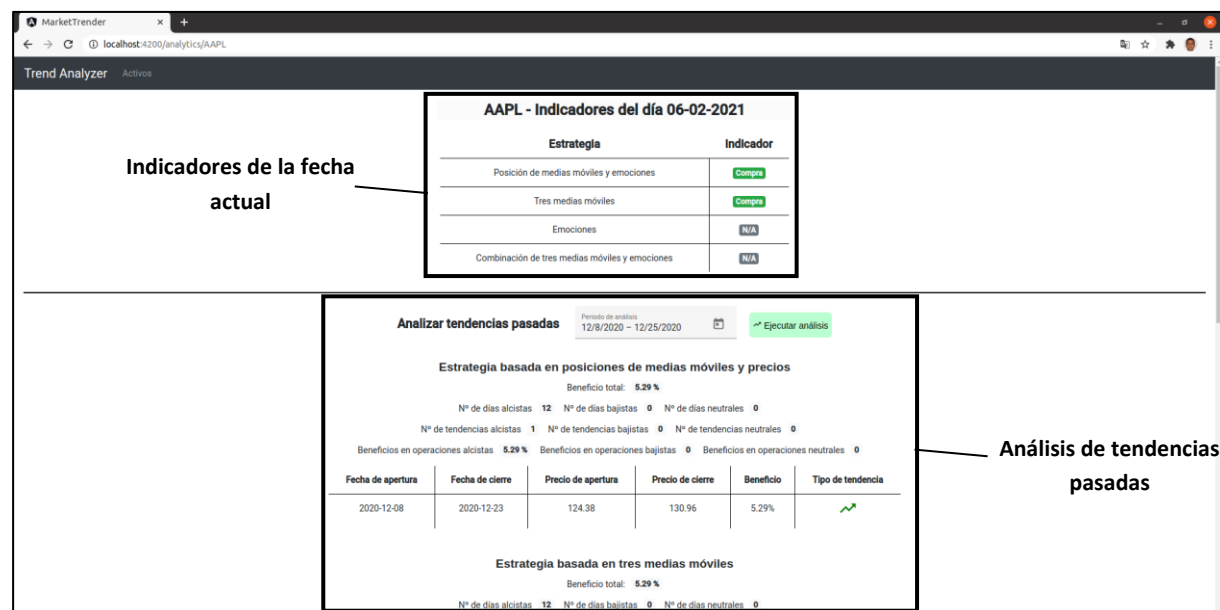 MarketTrender × +
localhost:4200/analytics/AAPL
Trend Analyzer Activos
AAPL - Indicadores del día 06-02-2021
Estrategia Indicador
Posición de medias móviles y emociones Compra
Tres medias móviles Compra
Emociones N/A
Combinación de tres medias móviles y emociones N/A
Indicadores de la fecha
actual
Analizar tendencias pasadas
Periodo de análisis
12/8/2020 – 12/25/2020
Ejecutar análisis
Estrategia basada en posiciones de medias móviles y precios
Beneficio total: 5.29 %
Nº de días alcistas 12 Nº de días bajistas 0 Nº de días neutrales 0
Nº de tendencias alcistas 1 Nº de tendencias bajistas 0 Nº de tendencias neutrales 0
Beneficios en operaciones alcistas 5.29 % Beneficios en operaciones bajistas 0 Beneficios en operaciones neutrales 0
Fecha de apertura Fecha de cierre Precio de apertura Precio de cierre Beneficio Tipo de tendencia
2020-12-08 2020-12-23 124.38 130.96 5.29%
Análisis de tendencias
pasadas
Estrategia basada en tres medias móviles
Beneficio total: 5.29 %
Nº de días alcistas 12 Nº de días bajistas 0 Nº de días neutrales 0